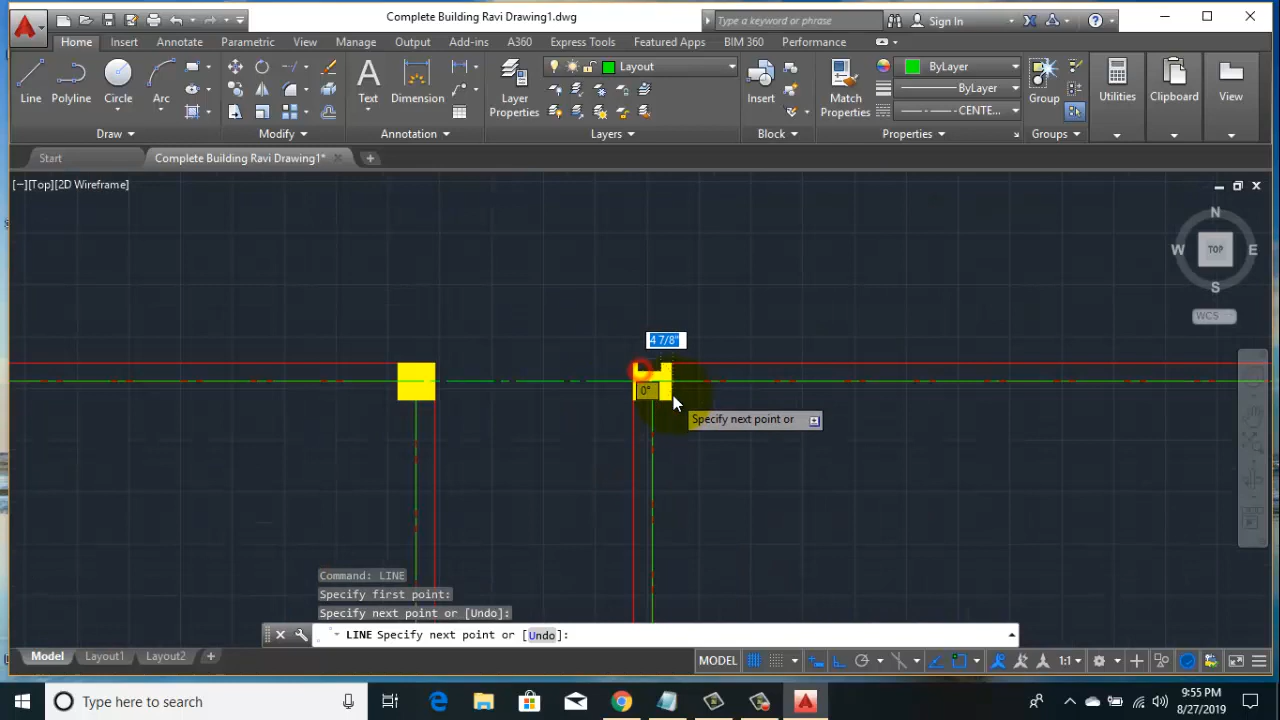 Complete Building Ravi Drawing1.dwg
Type a keyword or phrase
Sign In
Home Insert Annotate Parametric View Manage Output Add-ins A360 Express Tools Featured Apps BIM 360 Performance
Line Polyline Circle Arc
Text Dimension
Layer Properties
Layout
Insert
Match Properties
ByLayer
ByLayer
CENTE...
Group
Utilities Clipboard View
Draw Modify Annotation Layers Block Properties Groups
Start Complete Building Ravi Drawing1*
[−][Top][2D Wireframe]
N
W TOP E
S
WCS
4 7/8"
0°
Specify next point or
Command: LINE
Specify first point:
Specify next point or [Undo]:
LINE Specify next point or [Undo]:
Model Layout1 Layout2
MODEL 1:1
Type here to search
9:55 PM
8/27/2019